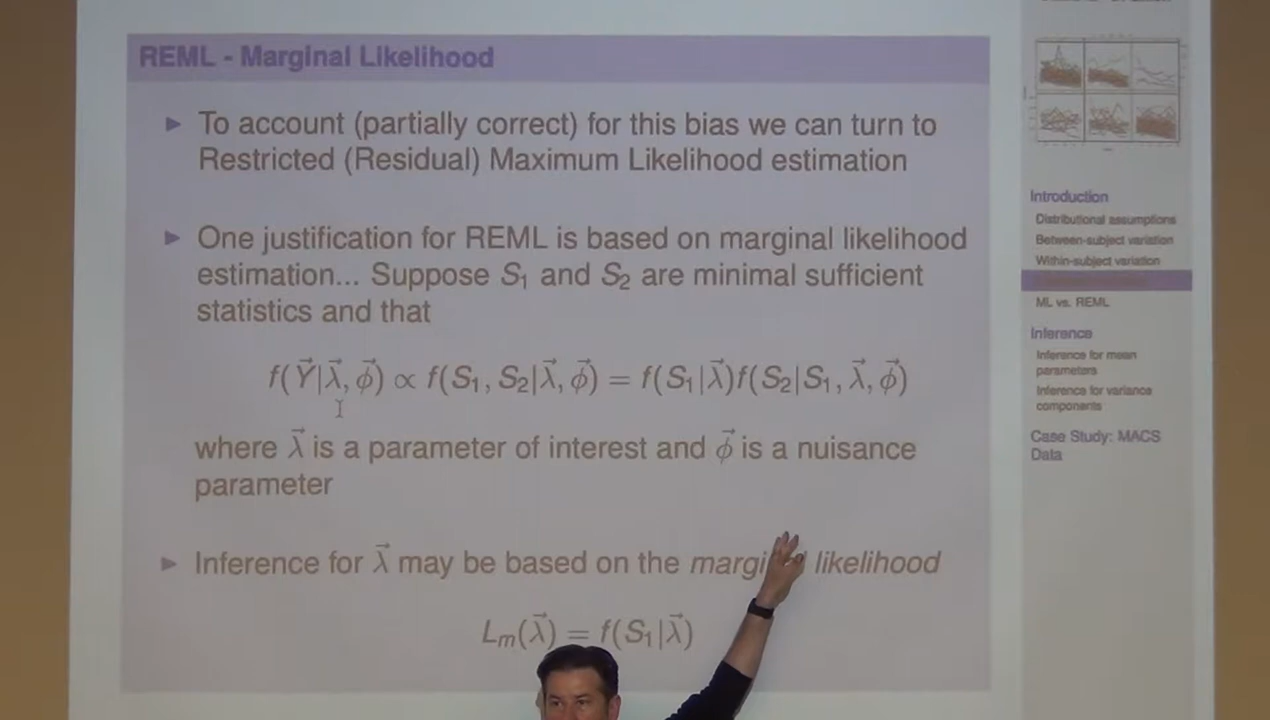 REML - Marginal Likelihood
To account (partially correct) for this bias we can turn to
Restricted (Residual) Maximum Likelihood estimation
One justification for REML is based on marginal likelihood
estimation... Suppose S₁ and S₂ are minimal sufficient
statistics and that
f(Y⃗|λ⃗, ϕ⃗) ∝ f(S₁, S₂|λ⃗, ϕ⃗) = f(S₁|λ⃗)f(S₂|S₁, λ⃗, ϕ⃗)
where λ⃗ is a parameter of interest and ϕ⃗ is a nuisance
parameter
Inference for λ⃗ may be based on the likelihood
Lₘ(λ⃗) = f(S₁|λ⃗)
Introduction
Distributional assumptions
Between-subject variation
Within-subject variation
ML vs. REML
Inference
Inference for mean
parameters
Inference for variance
components
Case Study: MACS
Data